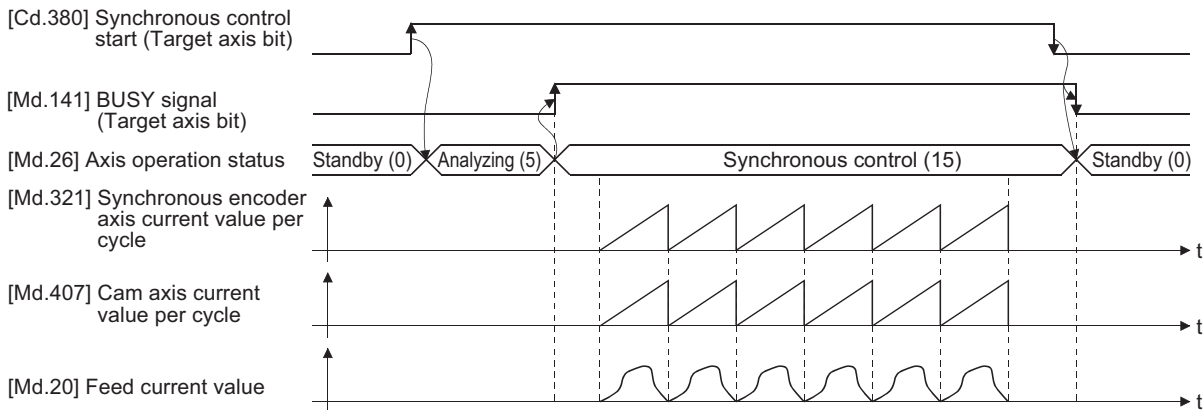 [Cd.380] Synchronous control
start (Target axis bit)
[Md.141] BUSY signal
(Target axis bit)
[Md.26] Axis operation status
Standby (0)
Analyzing (5)
Synchronous control (15)
Standby (0)
[Md.321] Synchronous encoder
axis current value per
cycle
t
[Md.407] Cam axis current
value per cycle
t
[Md.20] Feed current value
t